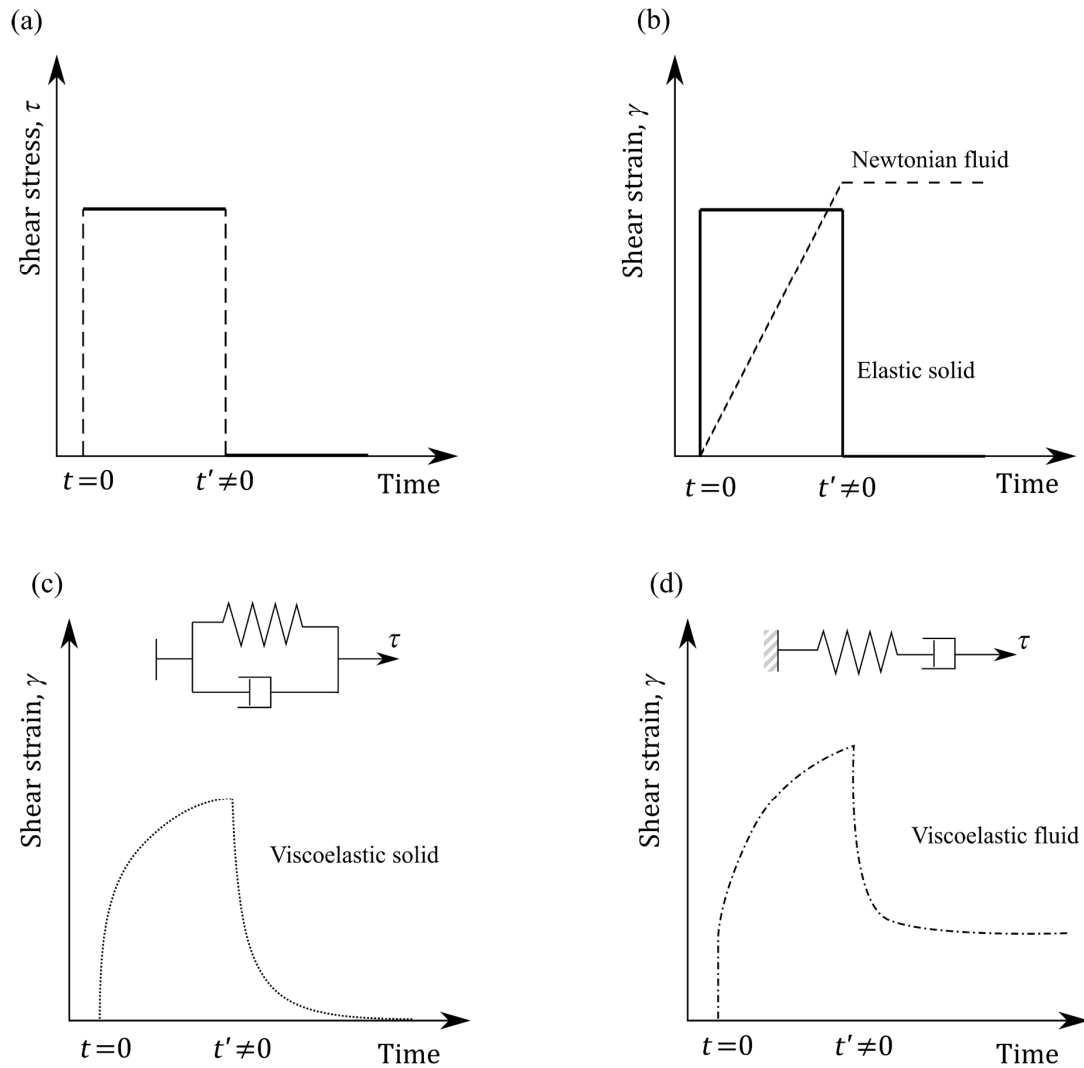 (a)
Shear stress, τ
t=0
t′≠0
Time
(b)
Shear strain, γ
Newtonian fluid
Elastic solid
t=0
t′≠0
Time
(c)
τ
Shear strain, γ
Viscoelastic solid
t=0
t′≠0
Time
(d)
τ
Shear strain, γ
Viscoelastic fluid
t=0
t′≠0
Time